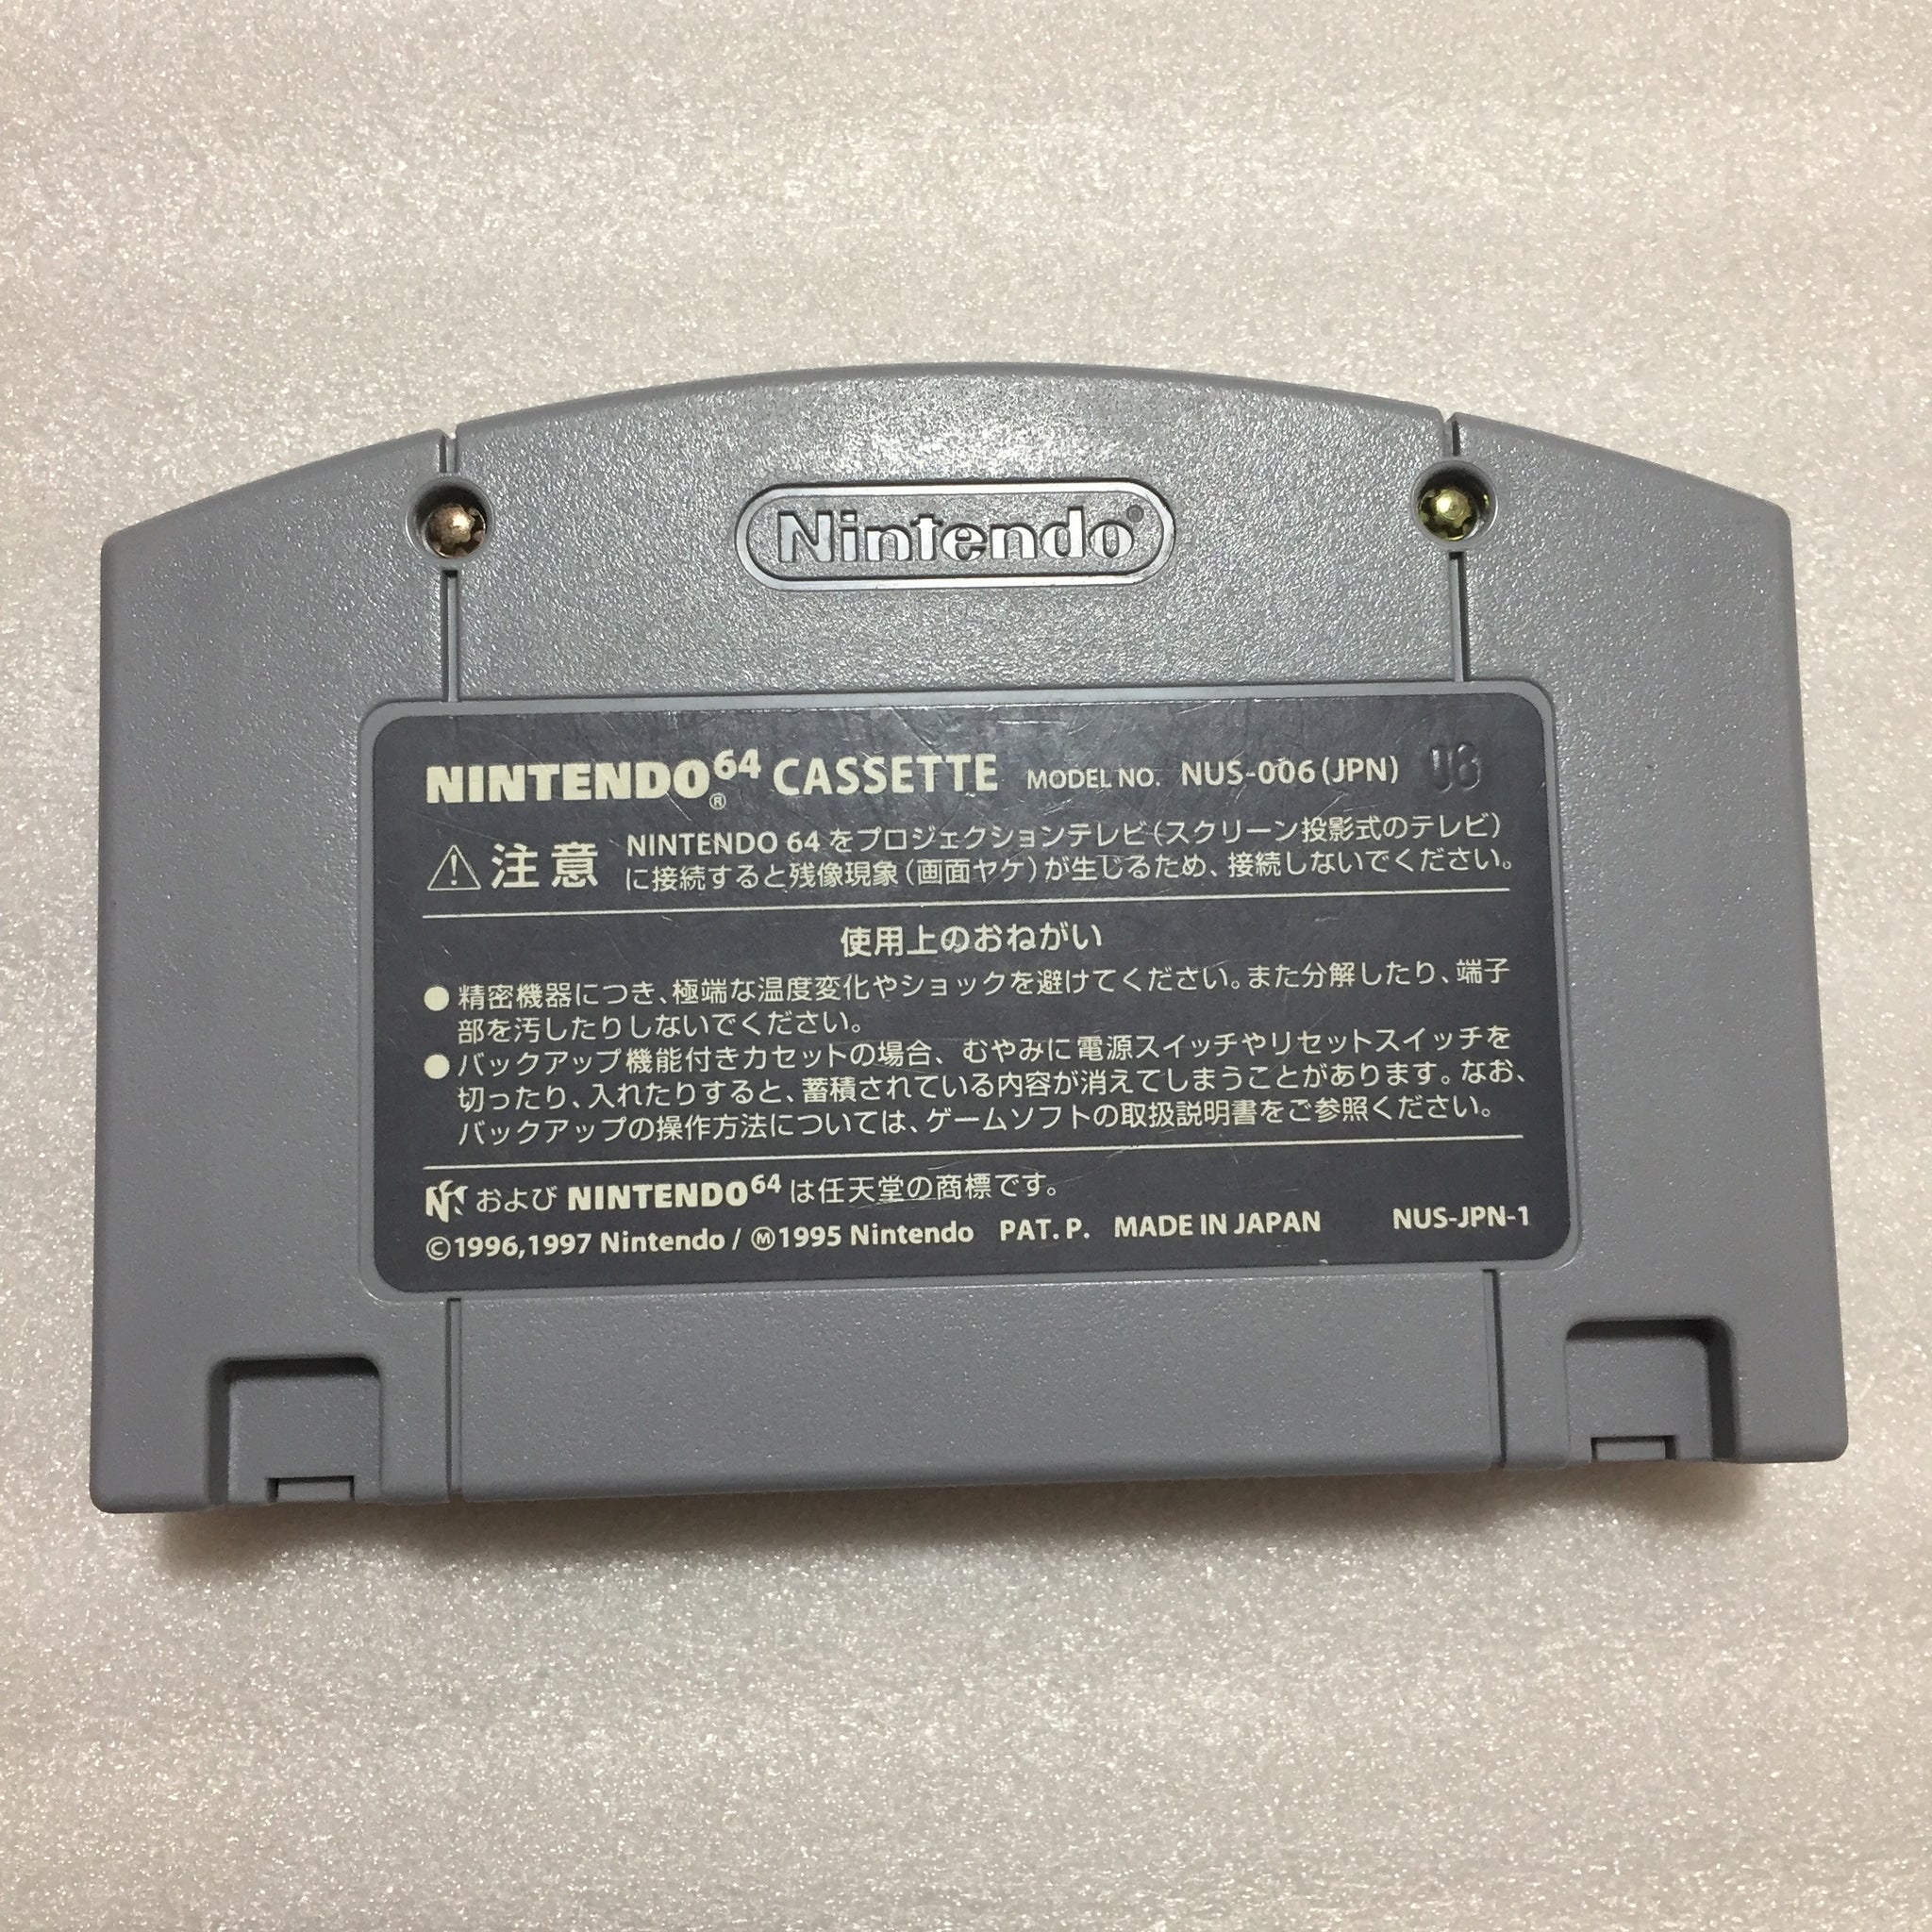 Nintendo®
NINTENDO64® CASSETTE MODEL NO. NUS-006(JPN) 08
⚠注意 NINTENDO 64 をプロジェクションテレビ(スクリーン投影式のテレビ)
に接続すると残像現象(画面ヤケ)が生じるため、接続しないでください。
使用上のおねがい
●精密機器につき、極端な温度変化やショックを避けてください。また分解したり、端子
部を汚したりしないでください。
●バックアップ機能付きカセットの場合、むやみに電源スイッチやリセットスイッチを
切ったり、入れたりすると、蓄積されている内容が消えてしまうことがあります。なお、
バックアップの操作方法については、ゲームソフトの取扱説明書をご参照ください。
および NINTENDO64 は任天堂の商標です。
©1996,1997 Nintendo / Ⓜ1995 Nintendo PAT. P. MADE IN JAPAN NUS-JPN-1